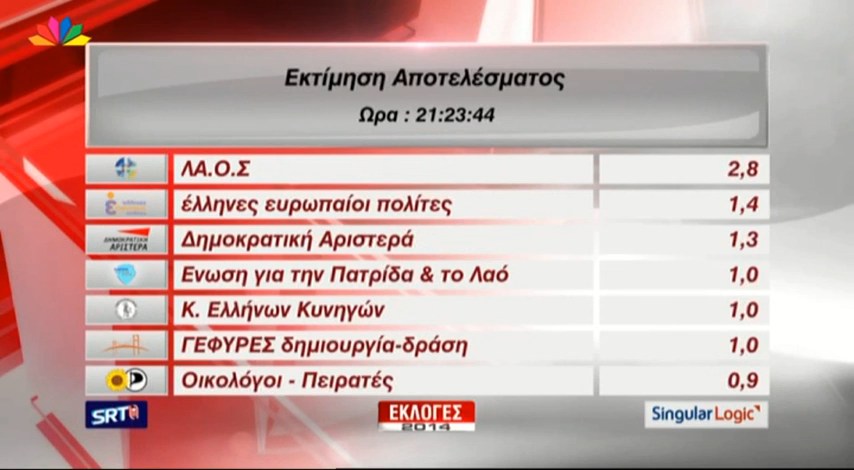 Εκτίμηση Αποτελέσματος
Ωρα : 21:23:44
ΛΑ.Ο.Σ 2,8
έλληνες ευρωπαίοι πολίτες 1,4
ΔΗΜΟΚΡΑΤΙΚΗ
ΑΡΙΣΤΕΡΑ
Δημοκρατική Αριστερά 1,3
Ενωση για την Πατρίδα & το Λαό 1,0
Κ. Ελλήνων Κυνηγών 1,0
ΓΕΦΥΡΕΣ δημιουργία-δράση 1,0
Οικολόγοι - Πειρατές 0,9
SRT
ΕΚΛΟΓΕΣ
2014
SingularLogic